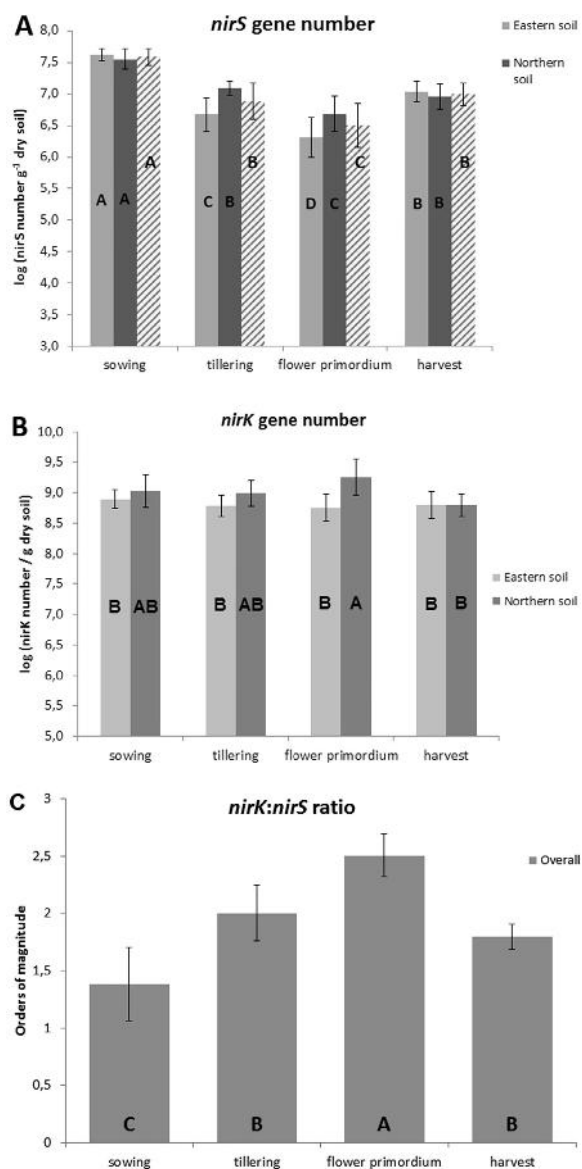 A
nirS gene number
Eastern soil
Northern
soil
log (nirS number g⁻¹ dry soil)
8,0
7,5
7,0
6,5
6,0
5,5
5,0
4,5
4,0
3,5
3,0
A A A
C B B
D C C
B B B
sowing tillering flower primordium harvest
B
nirK gene number
log (nirK number / g dry soil)
10,0
9,5
9,0
8,5
8,0
7,5
7,0
6,5
6,0
5,5
5,0
Eastern soil
Northern soil
B AB B AB B A B B
sowing tillering flower primordium harvest
C
nirK:nirS ratio
Overall
Orders of magnitude
3
2,5
2
1,5
1
0,5
0
C B A B
sowing tillering flower primordium harvest